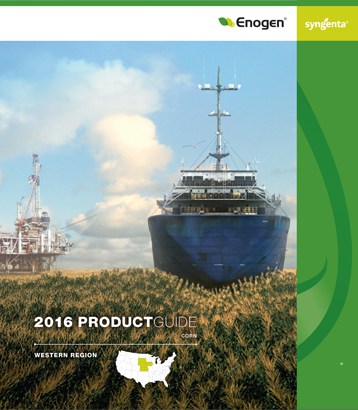 Enogen®
syngenta
2016 PRODUCTGUIDE
CORN
WESTERN REGION